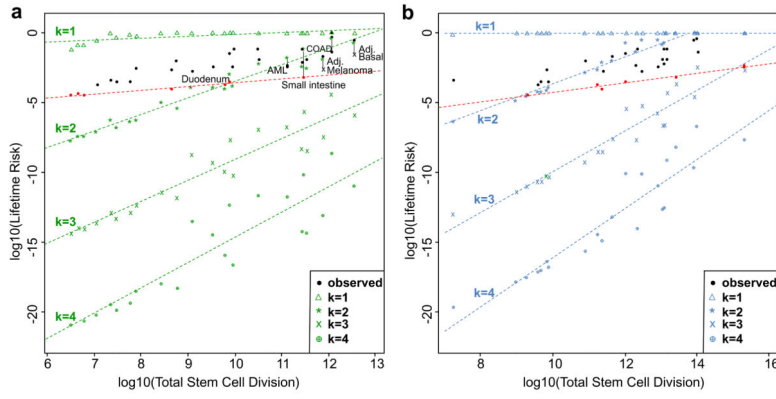 a
k=1
k=2
k=3
k=4
COAD
Adj.
Basal
Adj.
Melanoma
AML
Duodenum
Small intestine
log10(Lifetime Risk)
0
-5
-10
-15
-20
observed
k=1
k=2
k=3
k=4
6 7 8 9 10 11 12 13
log10(Total Stem Cell Division)
b
k=1
k=2
k=3
k=4
log10(Lifetime Risk)
0
-5
-10
-15
-20
observed
k=1
k=2
k=3
k=4
8 10 12 14 16
log10(Total Stem Cell Division)